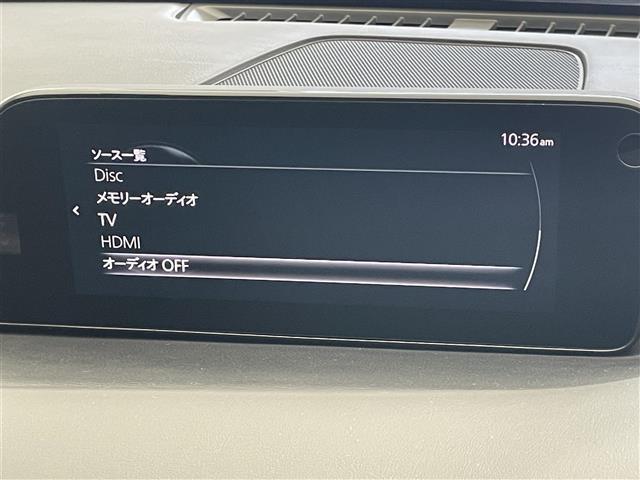 10:36am
ソース一覧
Disc
メモリーオーディオ
TV
HDMI
オーディオ OFF